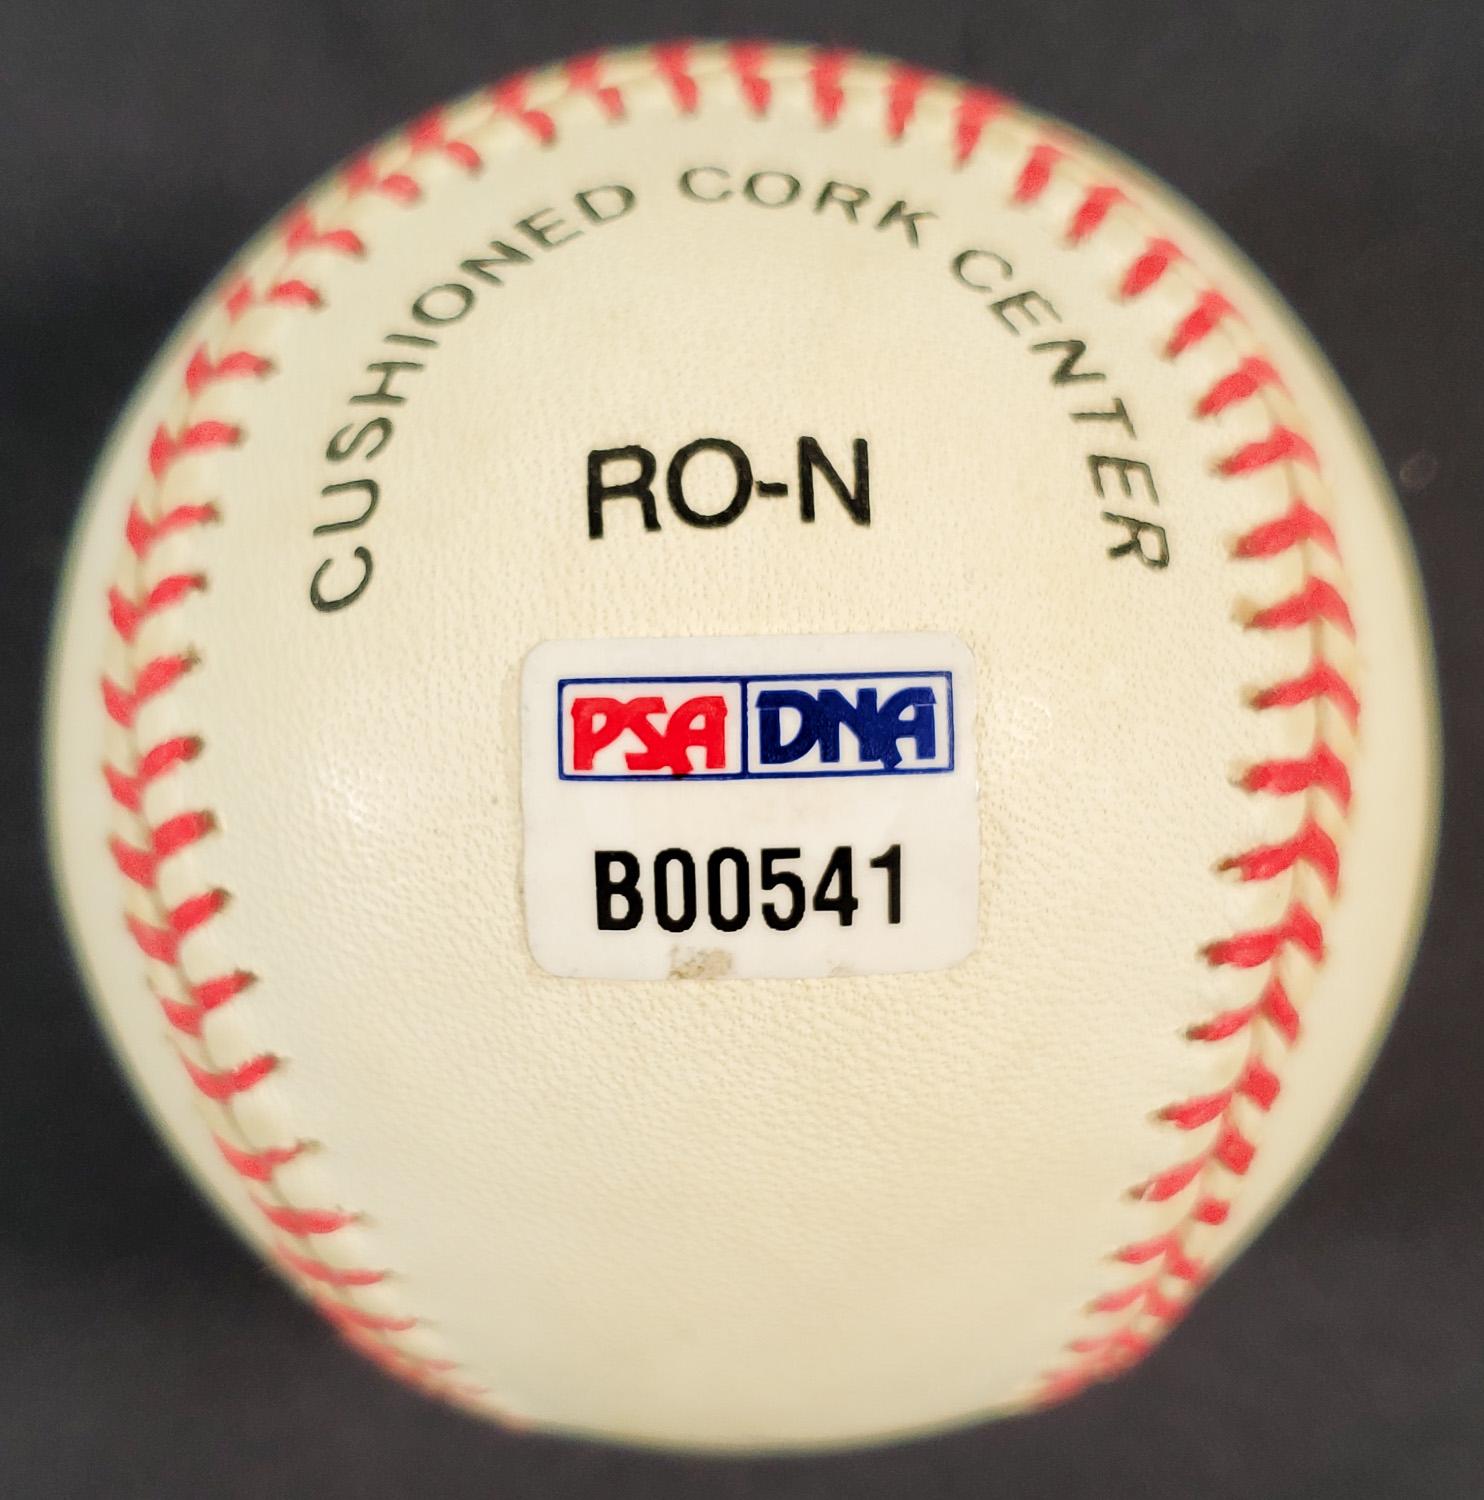 CUSHIONED CORK CENTER
RO-N
PSA DNA
B00541